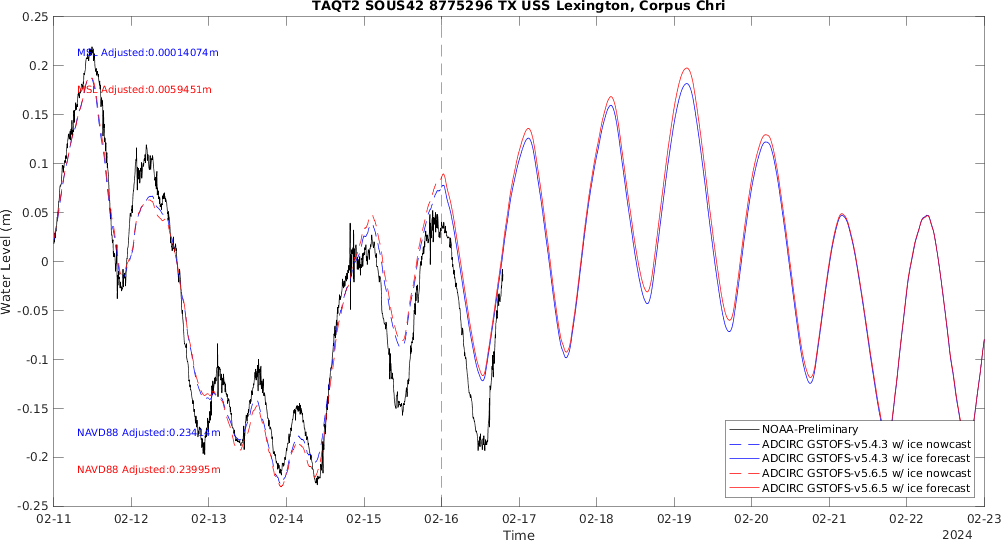 TAQT2 SOUS42 8775296 TX USS Lexington, Corpus Chri
0.25
0.2
0.15
0.1
0.05
0
-0.05
-0.1
-0.15
-0.2
-0.25
Water Level (m)
MSL Adjusted:0.00014074m
MSL Adjusted:0.0059451m
NAVD88
NAVD88 Adjusted:0.23995m
NOAA-Preliminary
ADCIRC GSTOFS-v5.4.3 w/ ice nowcast
ADCIRC GSTOFS-v5.4.3 w/ ice forecast
ADCIRC GSTOFS-v5.6.5 w/ ice nowcast
ADCIRC GSTOFS-v5.6.5 w/ ice forecast
02-11 02-12 02-13 02-14 02-15 02-16 02-17 02-18 02-19 02-20 02-21 02-22 02-23
Time
2024